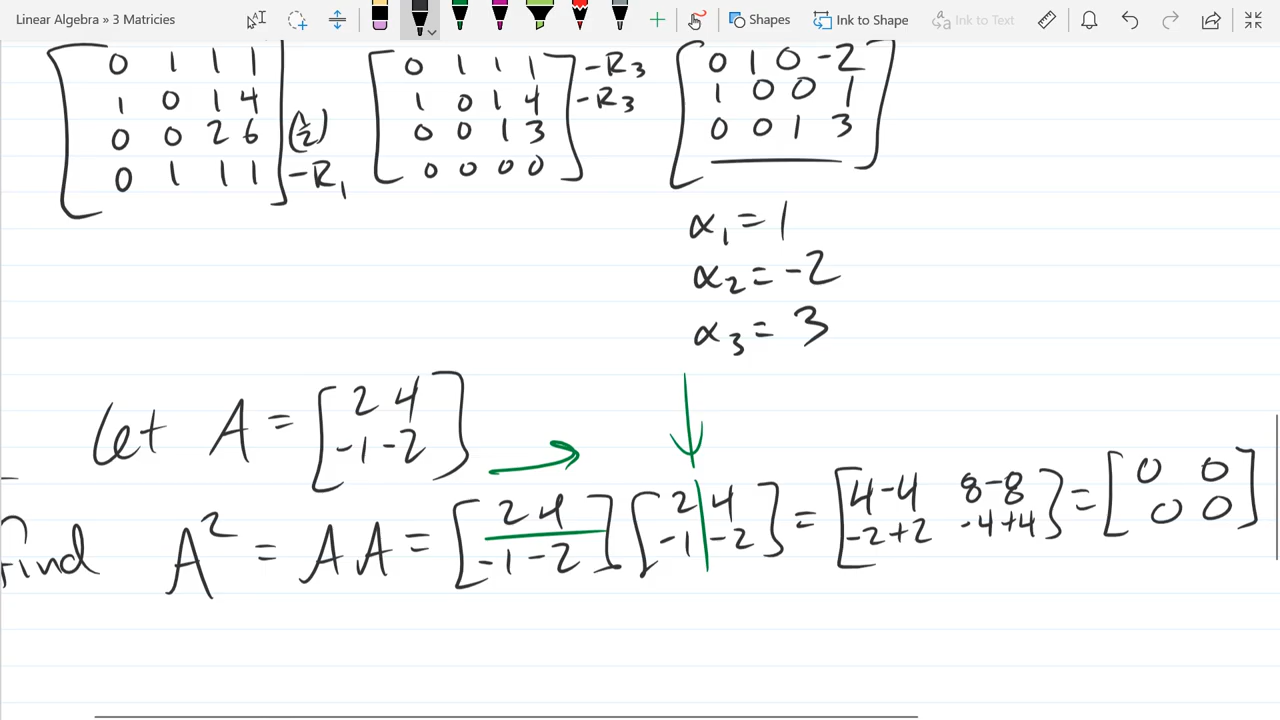 Linear Algebra » 3 Matricies
Shapes
Ink to Shape
Ink to Text
[0 1 1 1
1 0 1 4
0 0 2 6] (1/2)
0 1 1 1] -R₁
[0 1 1 1] -R₃
1 0 1 4 -R₃
0 0 1 3
0 0 0 0]
[0 1 0 -2
1 0 0 1
0 0 1 3]
α₁ = 1
α₂ = -2
α₃ = 3
Let A = [2 4
-1 -2]
Find A² = AA = [2 4
-1 -2] [2 4
-1 -2] = [4-4 8-8
-2+2 -4+4] = [0 0
0 0]